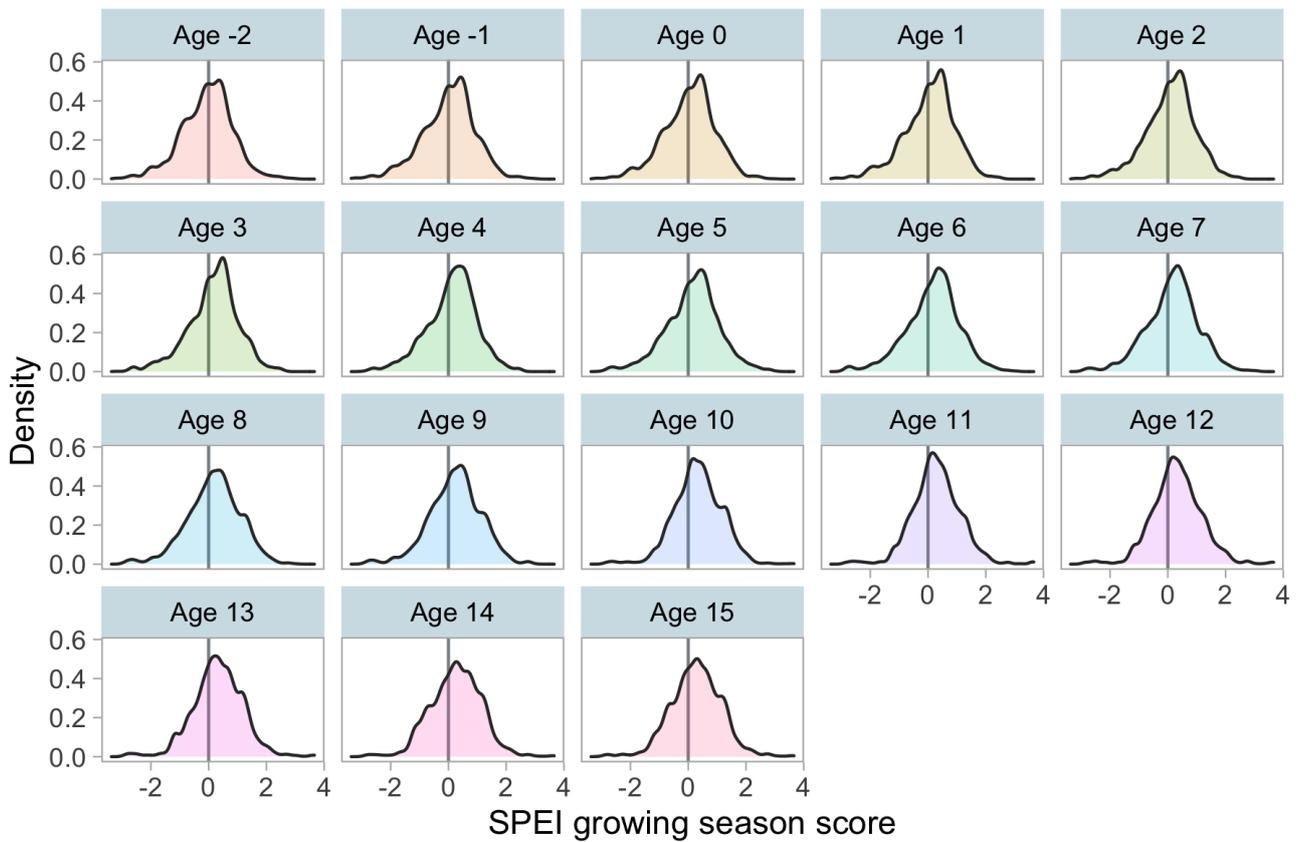 Age -2 Age -1 Age 0 Age 1 Age 2
0.6
0.4
0.2
0.0
Age 3 Age 4 Age 5 Age 6 Age 7
0.6
0.4
0.2
0.0
Density
Age 8 Age 9 Age 10 Age 11 Age 12
0.6
0.4
0.2
0.0
-2 0 2 4 -2 0 2 4
Age 13 Age 14 Age 15
0.6
0.4
0.2
0.0
-2 0 2 4 -2 0 2 4 -2 0 2 4
SPEI growing season score